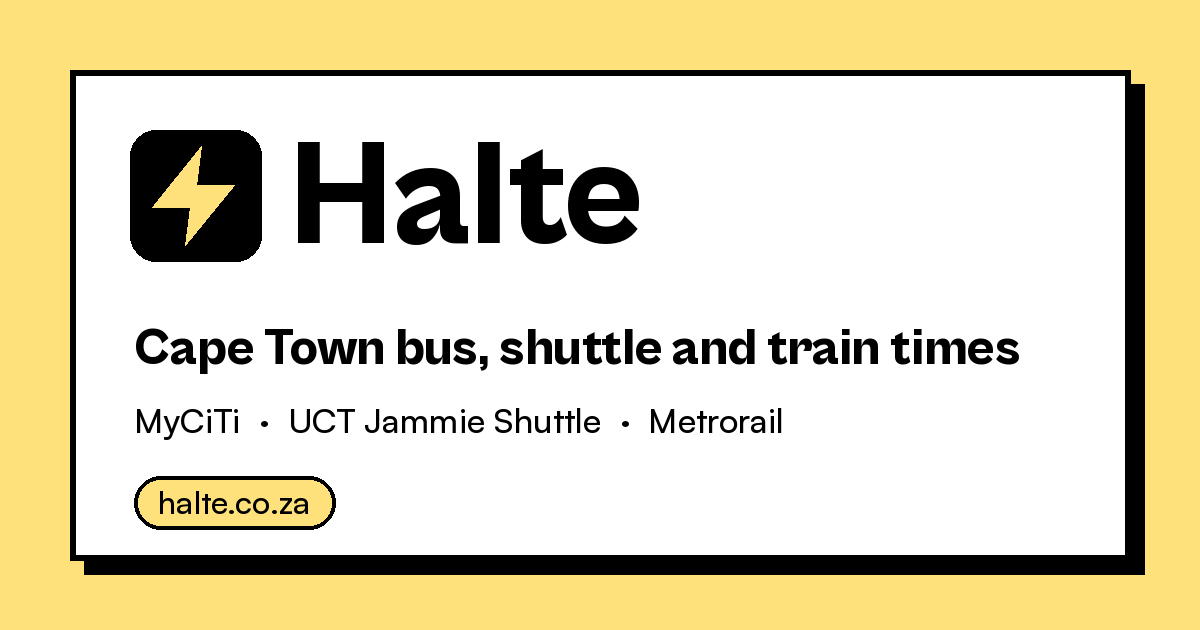 Halte
Cape Town bus, shuttle and train times
MyCiTi · UCT Jammie Shuttle · Metrorail
halte.co.za